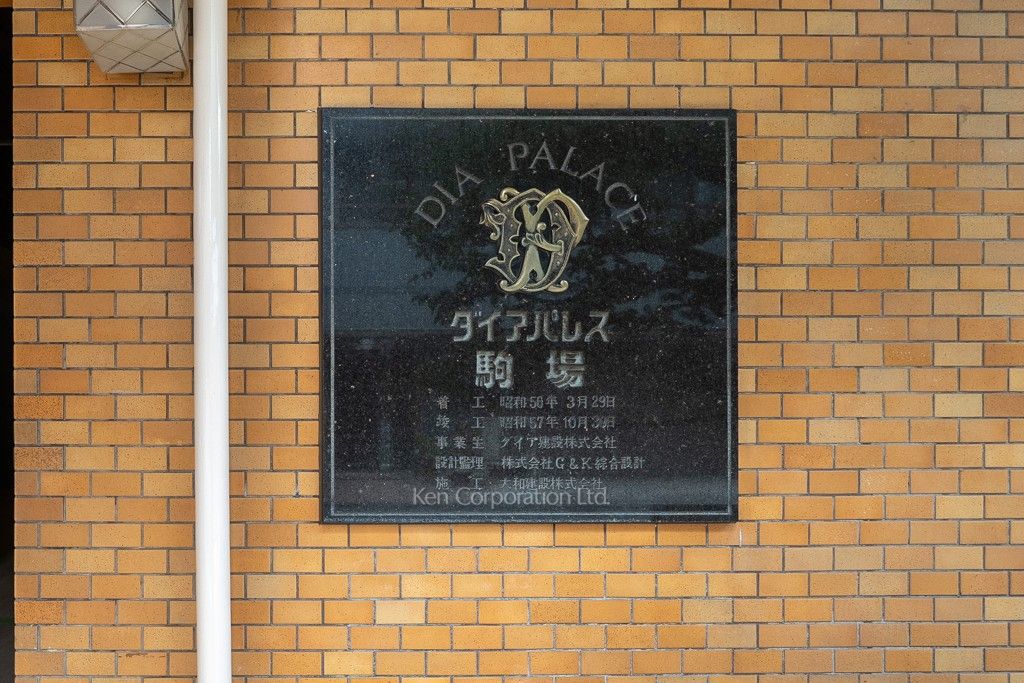 DIA PALACE
ダイアパレス
駒場
着工 昭和56年 3月29日
竣工 昭和57年 10月30日
事業主 ダイア建設株式会社
設計監理 株式会社G&K綜合設計
施工 大和建設株式会社
Ken Corporation Ltd.